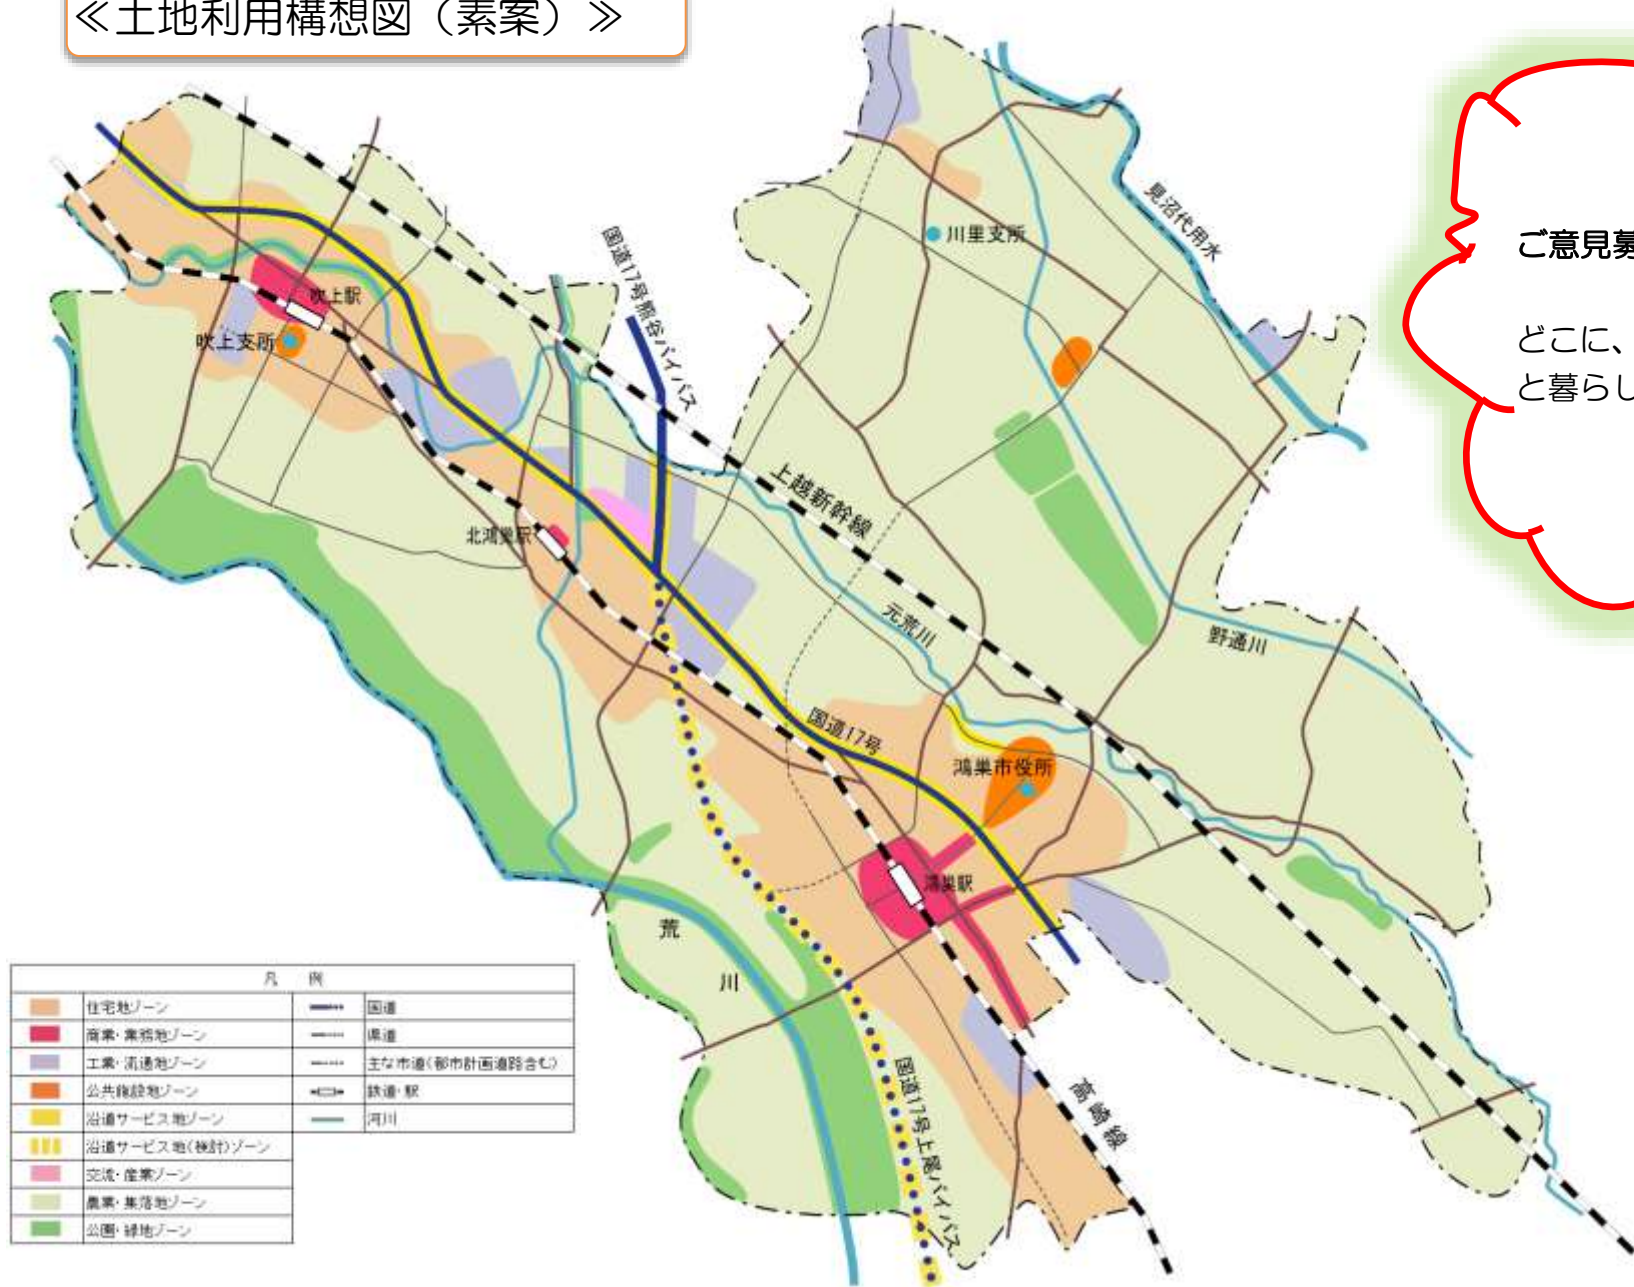 ≪土地利用構想図（素案）≫
ご意見募
どこに、
と暮らし
見沼代用水
川里支所
国道17号熊谷バイパス
吹上駅
吹上支所
上越新幹線
北鴻巣駅
元荒川
野通川
国道17号
鴻巣市役所
鴻巣駅
荒
川
国道17号上尾バイパス
高崎線
凡 例
住宅地ゾーン 国道
商業・業務地ゾーン 県道
工業・流通地ゾーン 主な市道(都市計画道路含む)
公共施設地ゾーン 鉄道・駅
沿道サービス地ゾーン 河川
沿道サービス地(検討)ゾーン
交流・産業ゾーン
農業・集落地ゾーン
公園・緑地ゾーン